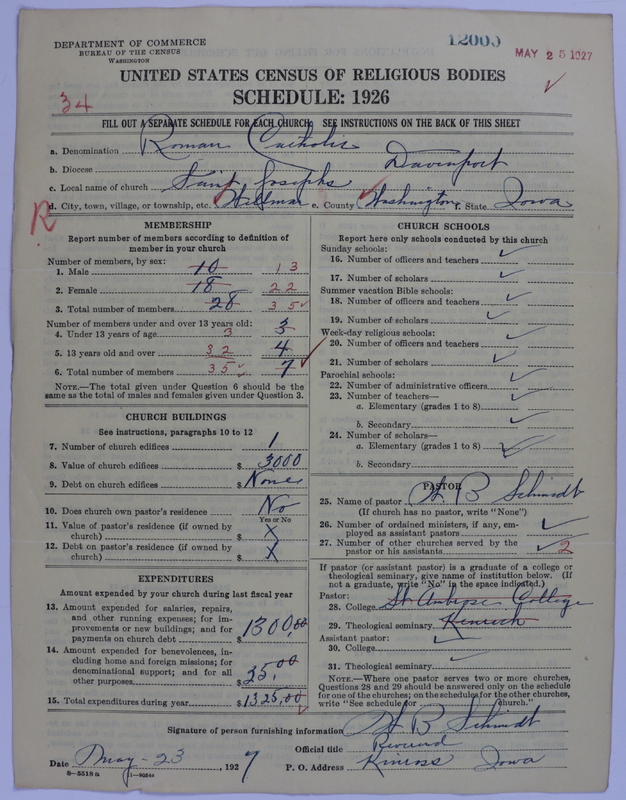 DEPARTMENT OF COMMERCE
BUREAU OF THE CENSUS
WASHINGTON
12000
MAY 25 1927
34
UNITED STATES CENSUS OF RELIGIOUS BODIES
SCHEDULE: 1926
FILL OUT A SEPARATE SCHEDULE FOR EACH CHURCH. SEE INSTRUCTIONS ON THE BACK OF THIS SHEET
a. Denomination Roman Catholic
b. Diocese Davenport
c. Local name of church Saint Josephs
d. City, town, village, or township, etc. e. County Washington f. State Iowa
R
MEMBERSHIP
Report number of members according to definition of
member in your church
Number of members, by sex:
1. Male 10 13
2. Female 18 22
3. Total number of members 28 35
Number of members under and over 13 years old:
4. Under 13 years of age 3 3
5. 13 years old and over 32 4
6. Total number of members 35 7
NOTE.—The total given under Question 6 should be
same as the total of males and females given under Question 3.
CHURCH BUILDINGS
See instructions, paragraphs 10 to 12
7. Number of church edifices 1
8. Value of church edifices $ 3000
9. Debt on church edifices $ None
10. Does church own pastor's residence No
Yes or No
11. Value of pastor's residence (if owned by
church) $ X
12. Debt on pastor's residence (if owned by
church) $ X
EXPENDITURES
Amount expended by your church during last fiscal year
13. Amount expended for salaries, repairs,
and other running expenses; for im-
provements or new buildings; and for
payments on church debt $ 1300,00
14. Amount expended for benevolences, in-
cluding home and foreign missions; for
denominational support; and for all
other purposes $ 25,00
15. Total expenditures during year $ 1325,00
CHURCH SCHOOLS
Report here only schools conducted by this church
Sunday schools:
16. Number of officers and teachers
17. Number of scholars
Summer vacation Bible schools:
18. Number of officers and teachers
19. Number of scholars
Week-day religious schools:
20. Number of officers and teachers
21. Number of scholars
Parochial schools:
22. Number of administrative officers
23. Number of teachers—
a. Elementary (grades 1 to 8)
b. Secondary
24. Number of scholars—
a. Elementary (grades 1 to 8)
b. Secondary
PASTOR
25. Name of pastor A B Schmidt
(If church has no pastor, write "None")
26. Number of ordained ministers, if any, em-
ployed as assistant pastors
27. Number of other churches served by the
pastor or his assistants 2
If pastor (or assistant pastor) is a graduate of a college or
theological seminary, give name of institution below. (If
not a graduate, write "No" in the space indicated.)
Pastor:
28. College St Ambrose College
29. Theological seminary Kenrick
Assistant pastor:
30. College
31. Theological seminary
NOTE.—Where one pastor serves two or more churches,
Questions 28 and 29 should be answered only on the schedule
for one of the churches; on the schedules for the other churches,
write "See schedule for church."
Signature of person furnishing information A B Schmidt
Official title Reverend
Date May-23, 1927 P. O. Address Kinross Iowa
8—5518a 11—9254a